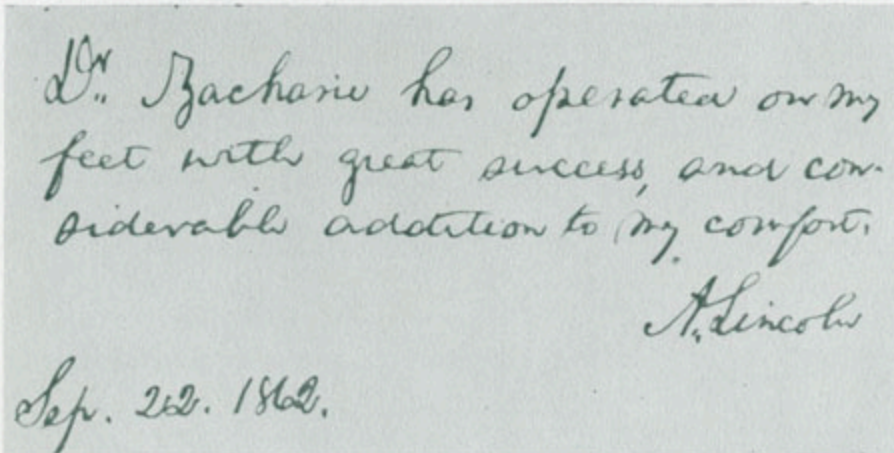 Dr. Zacharie has operated on my
feet with great success, and con-
siderable addition to my comfort.
A. Lincoln
Sep. 22. 1862.